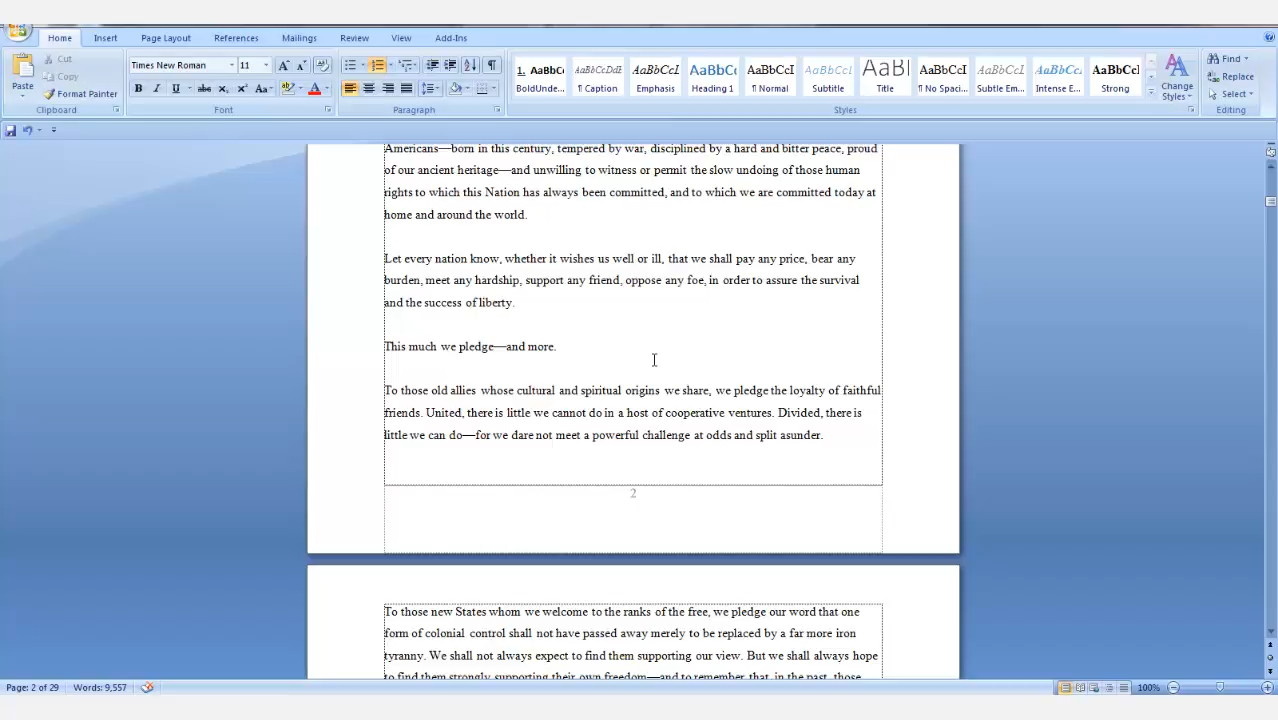 Home Insert Page Layout References Mailings Review View Add-Ins
Paste
Cut
Copy
Format Painter
Clipboard
Times New Roman 11
Font
Paragraph
1. AaBbC AaBbCcDdE AaBbCcI AaBbC AaBbCcI AaBbCc AaBl AaBbCcI AaBbCcI AaBbCc AaBbCc
BoldUnde... ¶ Caption Emphasis Heading 1 ¶ Normal Subtitle Title ¶ No Spaci... Subtle Em... Intense E... Strong
Styles
Change Styles
Find
Replace
Select
Editing
Americans—born in this century, tempered by war, disciplined by a hard and bitter peace, proud
of our ancient heritage—and unwilling to witness or permit the slow undoing of those human
rights to which this Nation has always been committed, and to which we are committed today at
home and around the world.
Let every nation know, whether it wishes us well or ill, that we shall pay any price, bear any
burden, meet any hardship, support any friend, oppose any foe, in order to assure the survival
and the success of liberty.
This much we pledge—and more.
To those old allies whose cultural and spiritual origins we share, we pledge the loyalty of faithful
friends. United, there is little we cannot do in a host of cooperative ventures. Divided, there is
little we can do—for we dare not meet a powerful challenge at odds and split asunder.
2
To those new States whom we welcome to the ranks of the free, we pledge our word that one
form of colonial control shall not have passed away merely to be replaced by a far more iron
tyranny. We shall not always expect to find them supporting our view. But we shall always hope
to find them strongly supporting their own freedom—and to remember that, in the past, those
Page: 2 of 29 Words: 9,557 100%